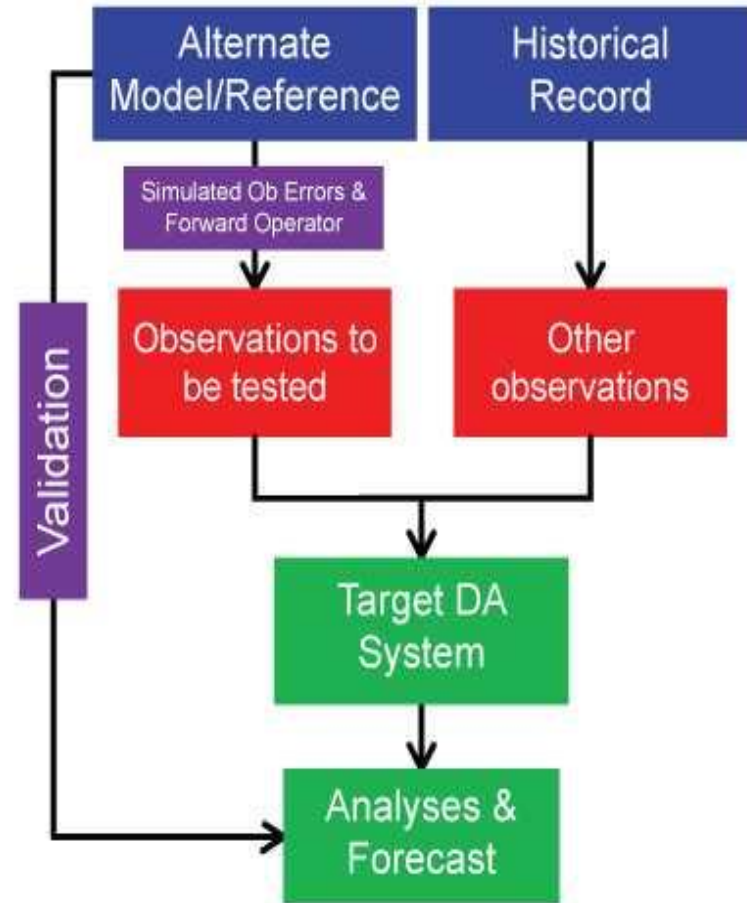 Alternate
Model/Reference
Historical
Record
Simulated Ob Errors &
Forward Operator
Observations to
be tested
Other
observations
Validation
Target DA
System
Analyses &
Forecast